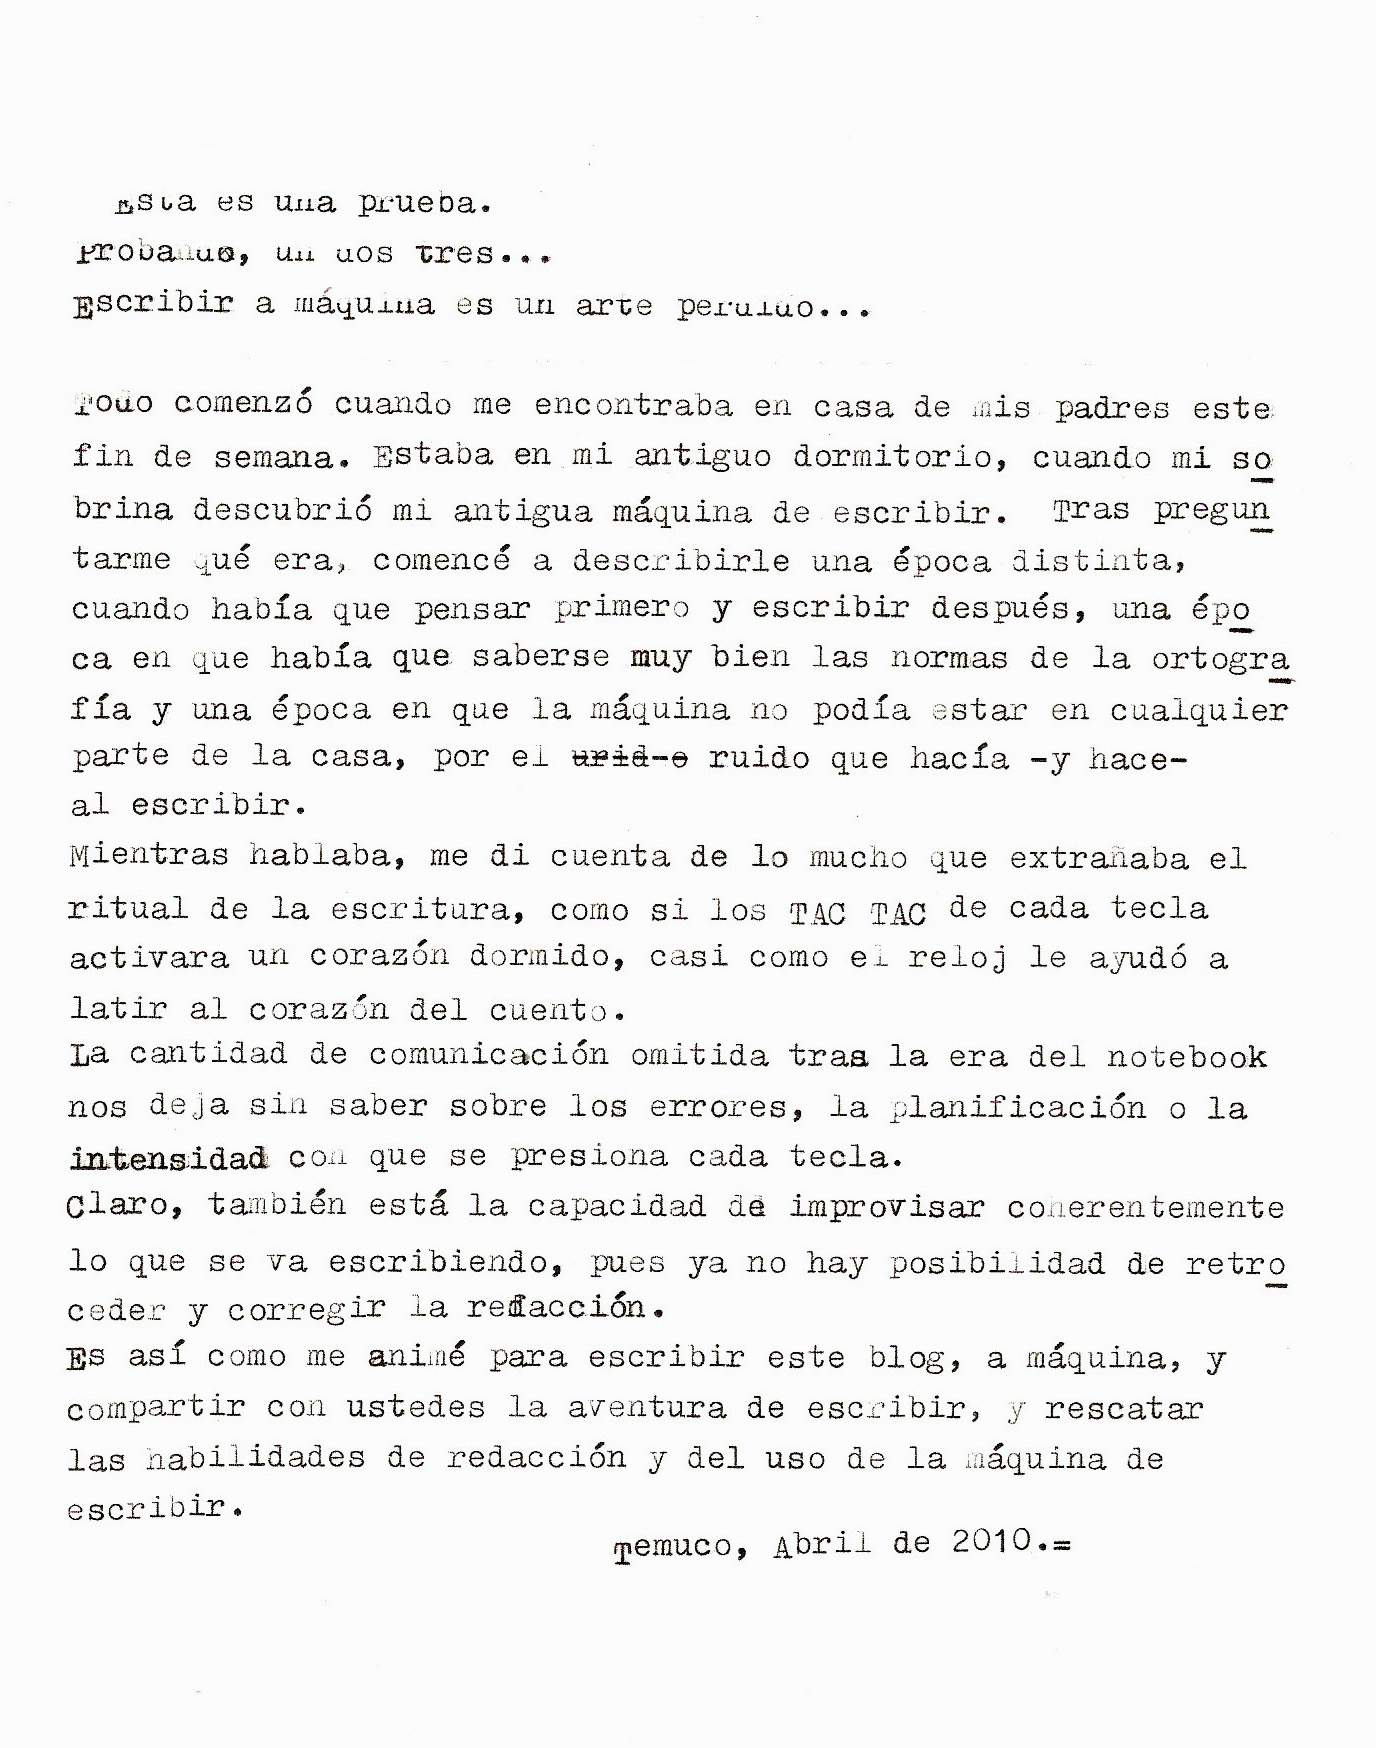 Esta es una prueba.
Probando, un dos tres...
Escribir a máquina es un arte perdido...
Todo comenzó cuando me encontraba en casa de mis padres este
fin de semana. Estaba en mi antiguo dormitorio, cuando mi so
brina descubrió mi antigua máquina de escribir. Tras pregun
tarme qué era, comencé a describirle una época distinta,
cuando había que pensar primero y escribir después, una épo
ca en que había que saberse muy bien las normas de la ortogra
fía y una época en que la máquina no podía estar en cualquier
parte de la casa, por el urid-o ruido que hacía -y hace-
al escribir.
Mientras hablaba, me di cuenta de lo mucho que extrañaba el
ritual de la escritura, como si los TAC TAC de cada tecla
activara un corazón dormido, casi como el reloj le ayudó a
latir al corazón del cuento.
La cantidad de comunicación omitida tras la era del notebook
nos deja sin saber sobre los errores, la planificación o la
intensidad con que se presiona cada tecla.
Claro, también está la capacidad de improvisar coherentemente
lo que se va escribiendo, pues ya no hay posibilidad de retro
ceder y corregir la redacción.
Es así como me animé para escribir este blog, a máquina, y
compartir con ustedes la aventura de escribir, y rescatar
las habilidades de redacción y del uso de la máquina de
escribir.
Temuco, Abril de 2010.=